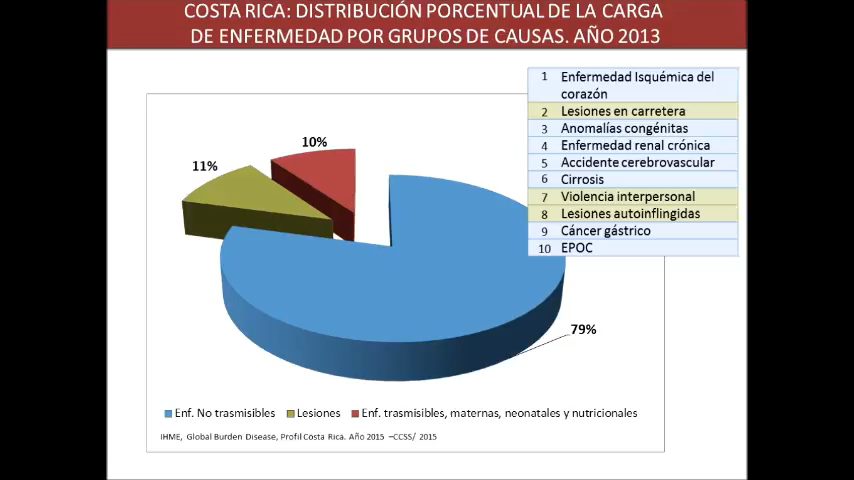 COSTA RICA: DISTRIBUCIÓN PORCENTUAL DE LA CARGA
DE ENFERMEDAD POR GRUPOS DE CAUSAS. AÑO 2013
1 Enfermedad Isquémica del
corazón
2 Lesiones en carretera
3 Anomalías congénitas
4 Enfermedad renal crónica
5 Accidente cerebrovascular
6 Cirrosis
7 Violencia interpersonal
8 Lesiones autoinflingidas
9 Cáncer gástrico
10 EPOC
10%
11%
79%
Enf. No trasmisibles Lesiones Enf. trasmisibles, maternas, neonatales y nutricionales
IHME, Global Burden Disease, Profil Costa Rica. Año 2015 –CCSS/ 2015